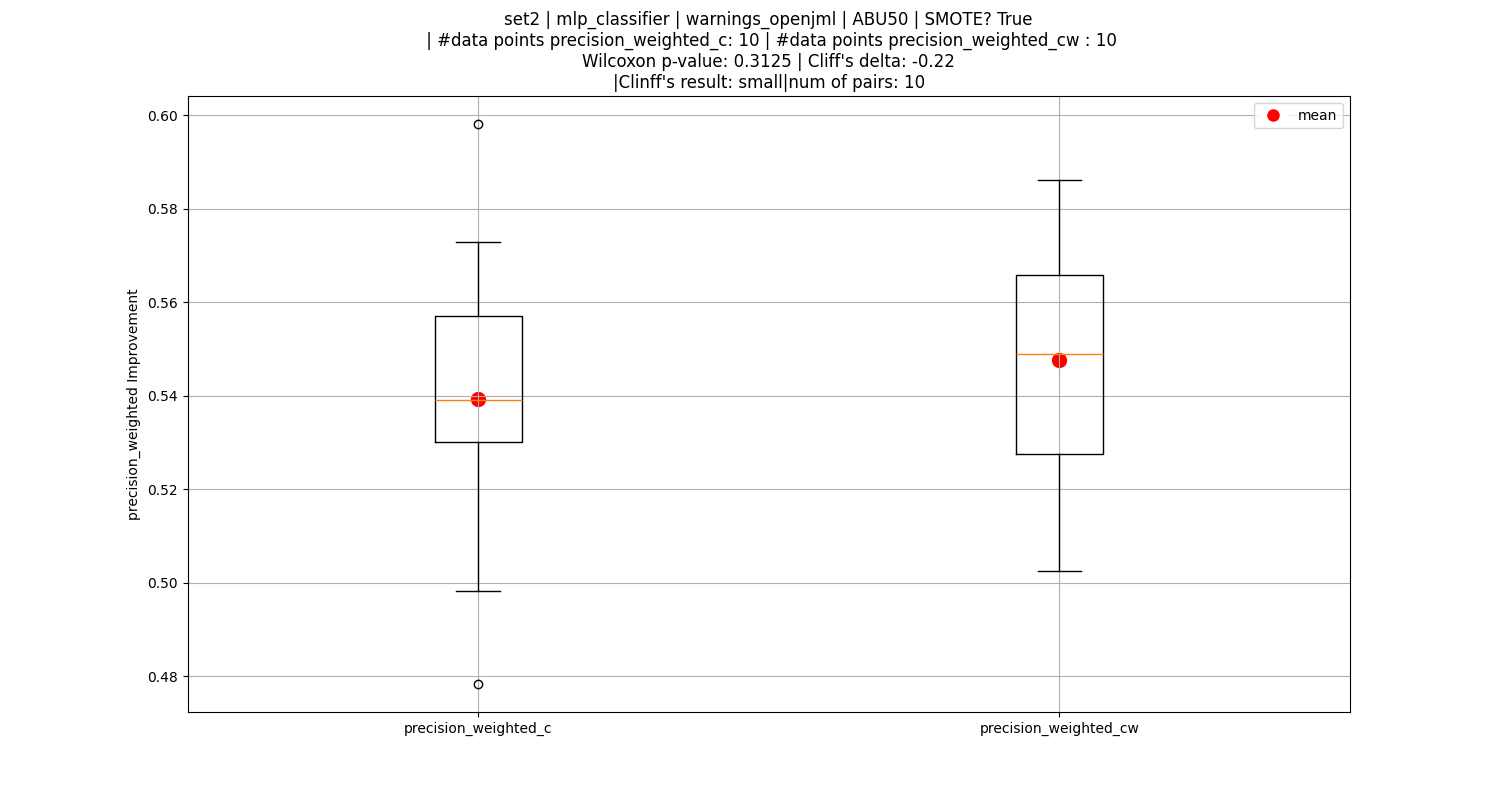 set2 | mlp_classifier | warnings_openjml | ABU50 | SMOTE? True
| #data points precision_weighted_c: 10 | #data points precision_weighted_cw : 10
Wilcoxon p-value: 0.3125 | Cliff's delta: -0.22
|Clinff's result: small|num of pairs: 10
mean
0.60
0.58
0.56
0.54
0.52
0.50
0.48
precision_weighted Improvement
precision_weighted_c
precision_weighted_cw